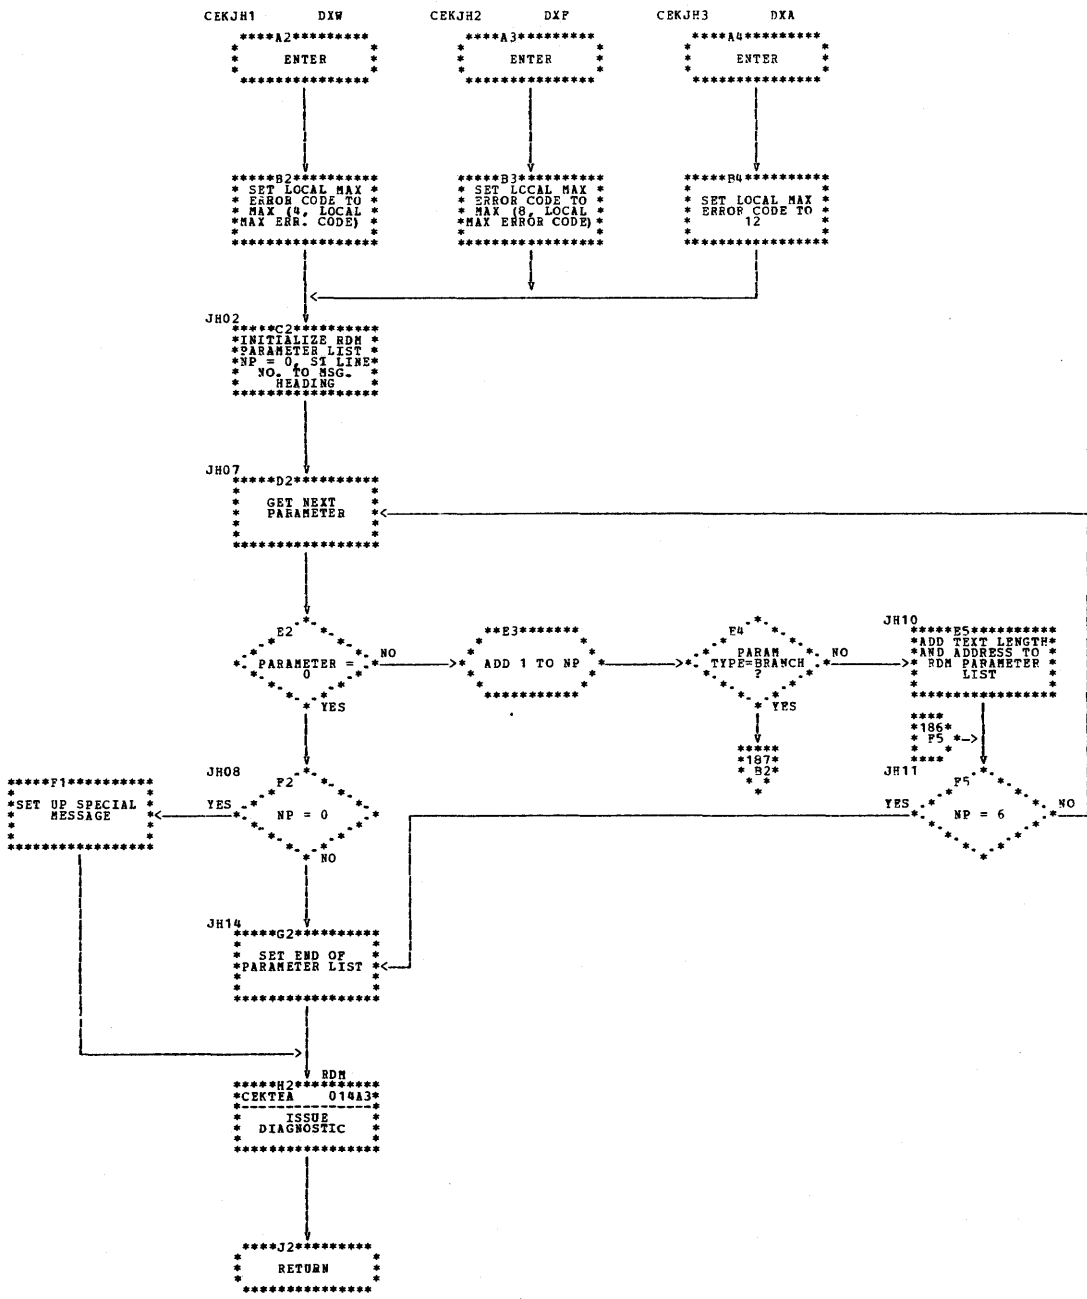 CEKJH1 DXW CEKJH2 DXF CEKJH3 DXA
A2 A3 A4
ENTER ENTER ENTER
B2
SET LOCAL MAX
ERROR CODE TO
MAX (4, LOCAL
MAX ERR. CODE)
B3
SET LOCAL MAX
ERROR CODE TO
MAX (8, LOCAL
MAX ERROR CODE)
B4
SET LOCAL MAX
ERROR CODE TO
12
JH02
C2
INITIALIZE RDM
PARAMETER LIST
NP = 0, ST LINE
NO. TO MSG.
HEADING
JH07
D2
GET NEXT
PARAMETER
E2
PARAMETER =
0
NO
YES
E3
ADD 1 TO NP
E4
PARAM
TYPE=BRANCH
?
NO
YES
187
B2
JH10
E5
ADD TEXT LENGTH
AND ADDRESS TO
RDM PARAMETER
LIST
186
F5
JH11
F5
NP = 6
YES
NO
F1
SET UP SPECIAL
MESSAGE
JH08
F2
NP = 0
YES
NO
JH14
G2
SET END OF
PARAMETER LIST
RDM
H2
CEKTEA 014A3
ISSUE
DIAGNOSTIC
J2
RETURN